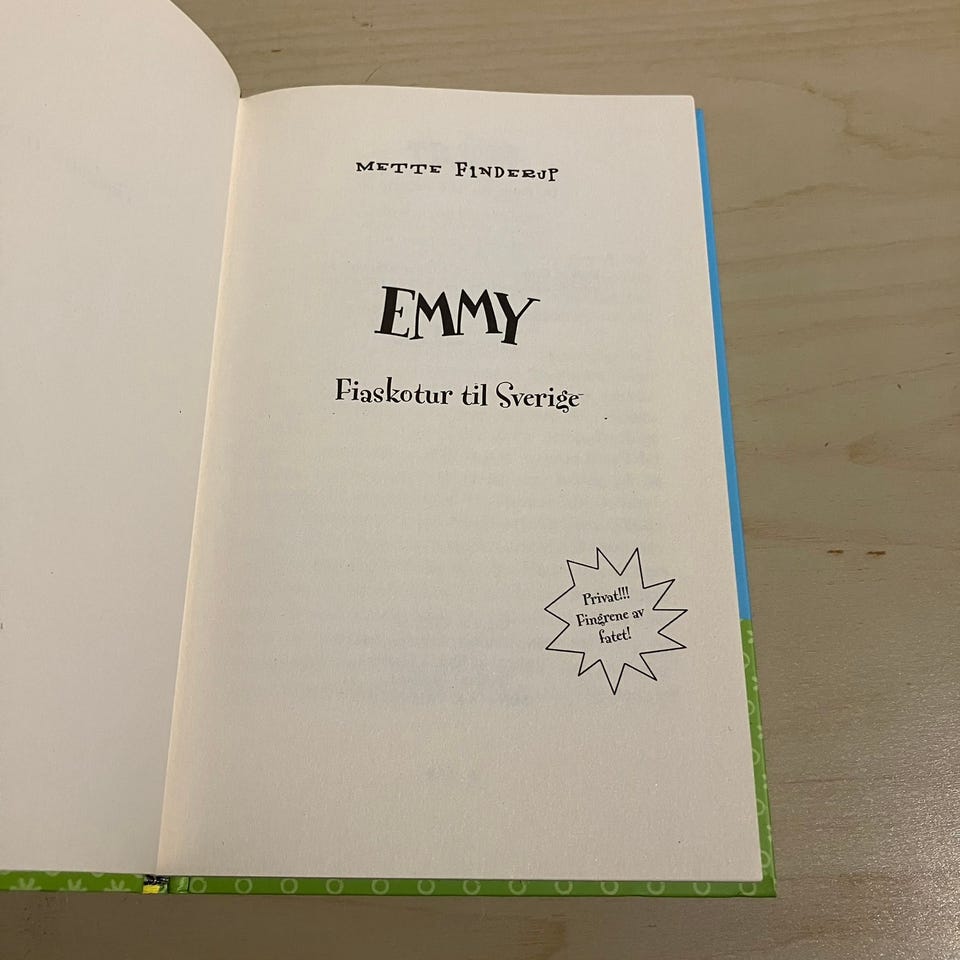 METTE FINDERUP
EMMY
Fiaskotur til Sverige
Privat!!!
Fingrene av
fatet!